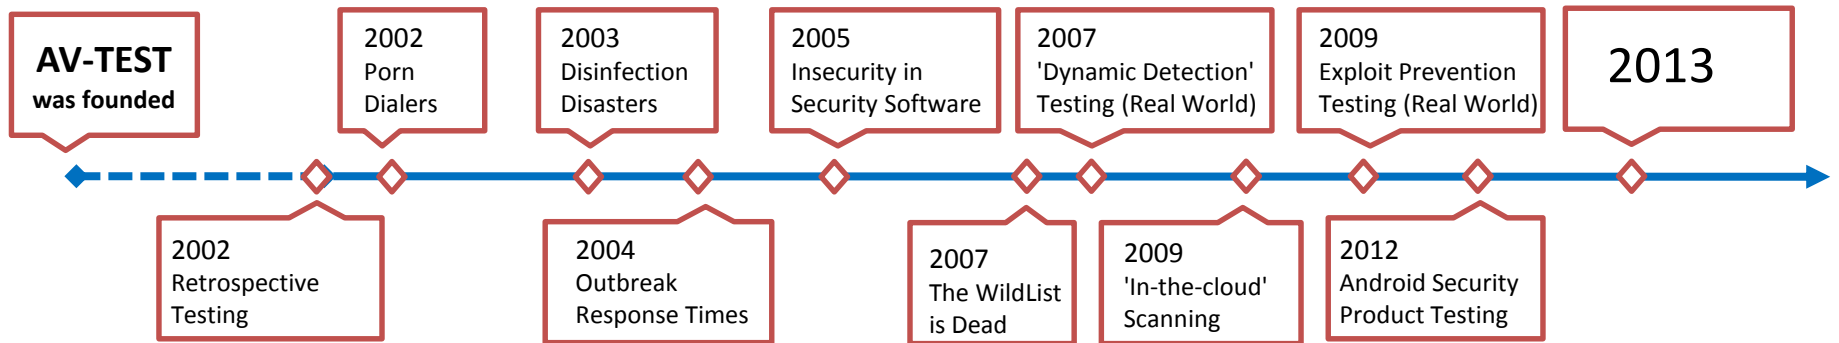 AV-TEST
was founded
2002
Porn
Dialers
2003
Disinfection
Disasters
2005
Insecurity in
Security Software
2007
'Dynamic Detection'
Testing (Real World)
2009
Exploit Prevention
Testing (Real World)
2013
2002
Retrospective
Testing
2004
Outbreak
Response Times
2007
The WildList
is Dead
2009
'In-the-cloud'
Scanning
2012
Android Security
Product Testing